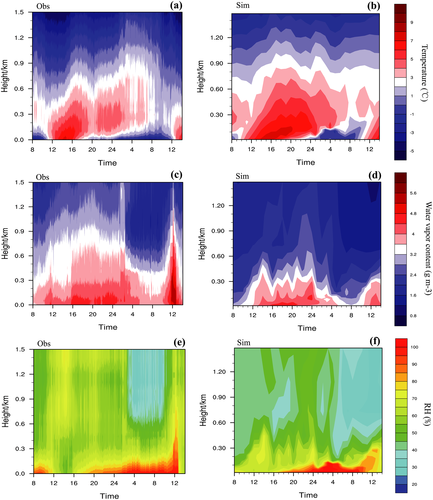 Obs
(a)
Sim
(b)
Height/km
1.5
1.2
0.9
0.6
0.3
0.0
8 12 16 20 24 4 8 12
Time
Height/km
1.20
0.90
0.60
0.30
8 12 16 20 24 4 8 12
Time
9
7
5
3
1
-1
-3
-5
Temperature (℃)
Obs
(c)
Sim
(d)
Height/km
1.5
1.2
0.9
0.6
0.3
0.0
8 12 16 20 24 4 8 12
Time
Height/km
1.20
0.90
0.60
0.30
8 12 16 20 24 4 8 12
Time
5.6
4.8
4
3.2
2.4
1.6
0.8
Water vapor content (g m-3)
Obs
(e)
Sim
(f)
Height/km
1.5
1.2
0.9
0.6
0.3
0.0
8 12 16 20 24 4 8 12
Time
Height/km
1.20
0.90
0.60
0.30
8 12 16 20 24 4 8 12
Time
100
90
80
70
60
50
40
30
20
RH (%)